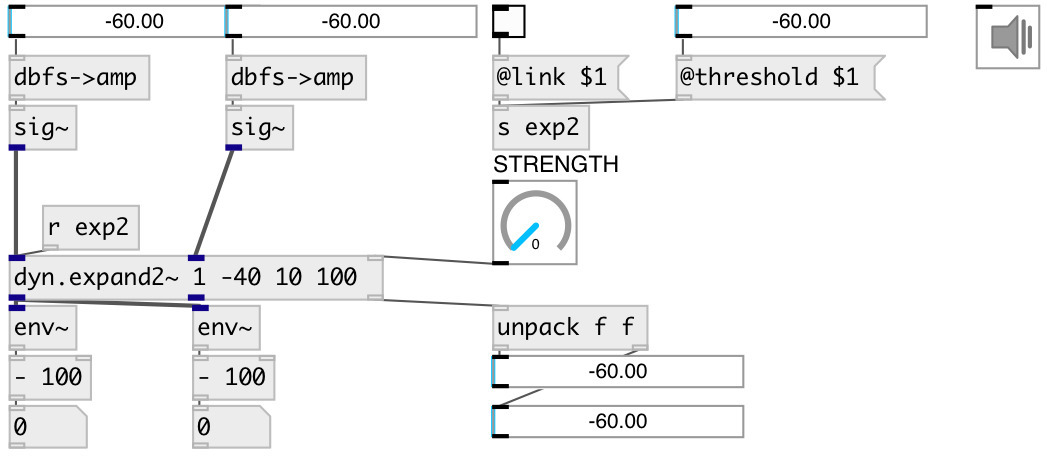 -60.00 -60.00 -60.00
dbfs->amp dbfs->amp @link $1 @threshold $1
sig~ sig~ s exp2
STRENGTH
r exp2
0
dyn.expand2~ 1 -40 10 100
env~ env~ unpack f f
- 100 - 100 -60.00
0 0 -60.00